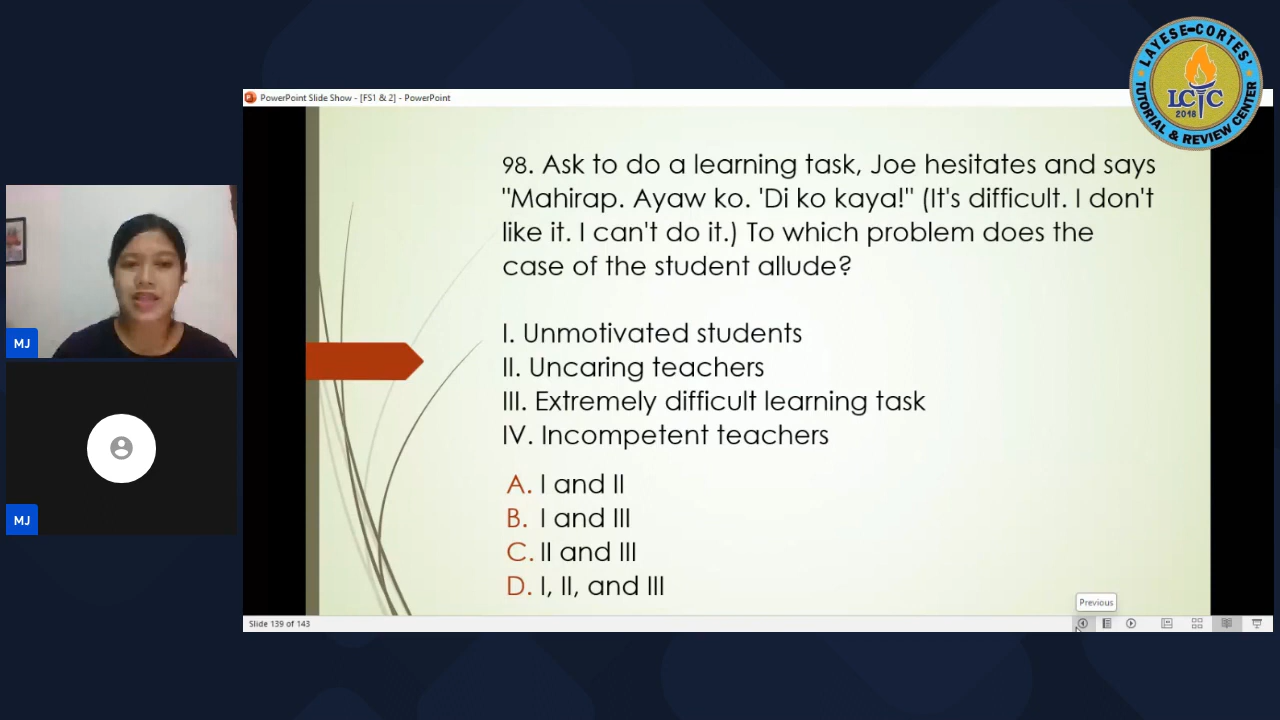 LAYESE-CORTES'
LCTC
2018
TUTORIAL & REVIEW CENTER
PowerPoint Slide Show - [FS1 & 2] - PowerPoint
98. Ask to do a learning task, Joe hesitates and says
"Mahirap. Ayaw ko. 'Di ko kaya!" (It's difficult. I don't
like it. I can't do it.) To which problem does the
case of the student allude?
I. Unmotivated students
II. Uncaring teachers
III. Extremely difficult learning task
IV. Incompetent teachers
A. I and II
B. I and III
C. II and III
D. I, II, and III
MJ
MJ
Previous
Slide 139 of 143